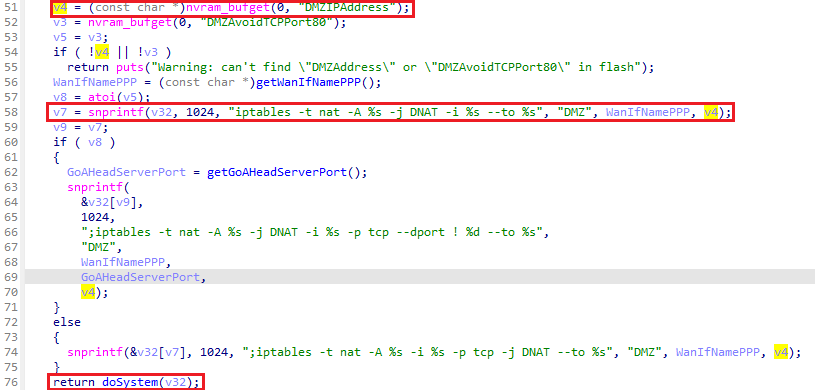 51 v4 = (const char *)nvram_bufget(0, "DMZIPAddress");
52 v3 = nvram_bufget(0, "DMZAvoidTCPPort80");
53 v5 = v3;
54 if ( !v4 || !v3 )
55 return puts("Warning: can't find \"DMZAddress\" or \"DMZAvoidTCPPort80\" in flash");
56 WanIfNamePPP = (const char *)getWanIfNamePPP();
57 v8 = atoi(v5);
58 v7 = snprintf(v32, 1024, "iptables -t nat -A %s -j DNAT -i %s --to %s", "DMZ", WanIfNamePPP, v4);
59 v9 = v7;
60 if ( v8 )
61 {
62 GoAHeadServerPort = getGoAHeadServerPort();
63 snprintf(
64 &v32[v9],
65 1024,
66 ";iptables -t nat -A %s -j DNAT -i %s -p tcp --dport ! %d --to %s",
67 "DMZ",
68 WanIfNamePPP,
69 GoAHeadServerPort,
70 v4);
71 }
72 else
73 {
74 snprintf(&v32[v7], 1024, ";iptables -t nat -A %s -i %s -p tcp -j DNAT --to %s", "DMZ", WanIfNamePPP, v4);
75 }
76 return doSystem(v32);